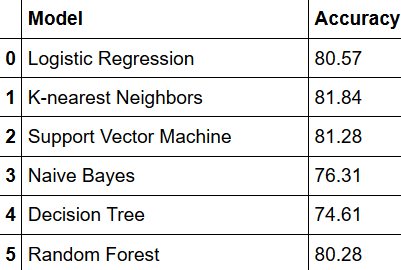 Model Accuracy
0 Logistic Regression 80.57
1 K-nearest Neighbors 81.84
2 Support Vector Machine 81.28
3 Naive Bayes 76.31
4 Decision Tree 74.61
5 Random Forest 80.28